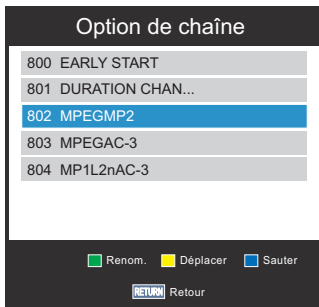 Option de chaîne
800 EARLY START
801 DURATION CHAN...
802 MPEGMP2
803 MPEGAC-3
804 MP1L2nAC-3
Renom. Déplacer Sauter
RETURN Retour